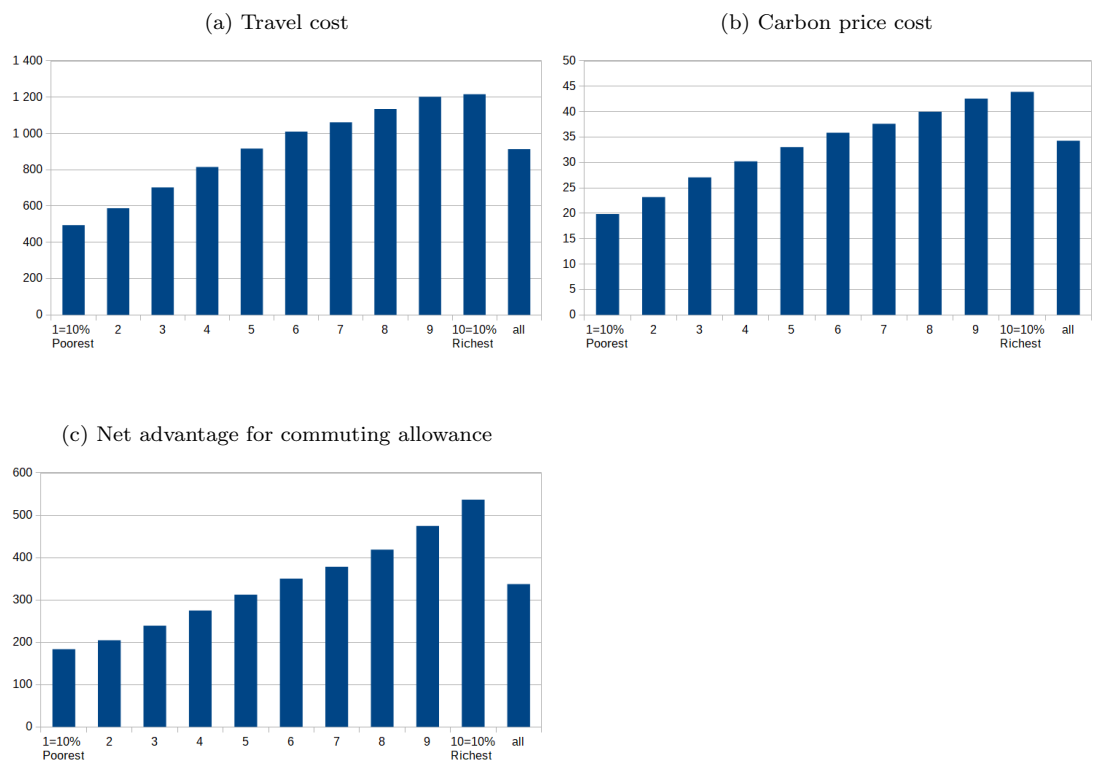 (a) Travel cost
1 400
1 200
1 000
800
600
400
200
0
1=10% 2 3 4 5 6 7 8 9 10=10% all
Poorest Richest
(b) Carbon price cost
50
45
40
35
30
25
20
15
10
5
0
1=10% 2 3 4 5 6 7 8 9 10=10% all
Poorest Richest
(c) Net advantage for commuting allowance
600
500
400
300
200
100
0
1=10% 2 3 4 5 6 7 8 9 10=10% all
Poorest Richest